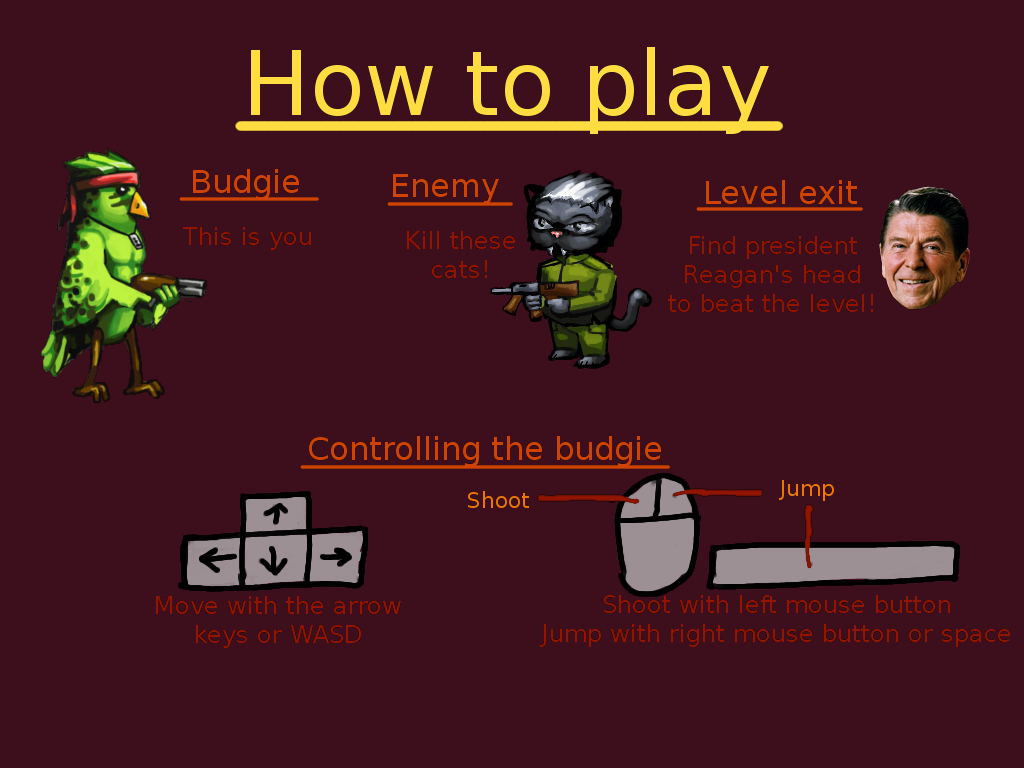 How to play
Budgie
This is you
Enemy
Kill these
cats!
Level exit
Find president
Reagan's head
to beat the level!
Controlling the budgie
Shoot
Jump
Move with the arrow
keys or WASD
Shoot with left mouse button
Jump with right mouse button or space